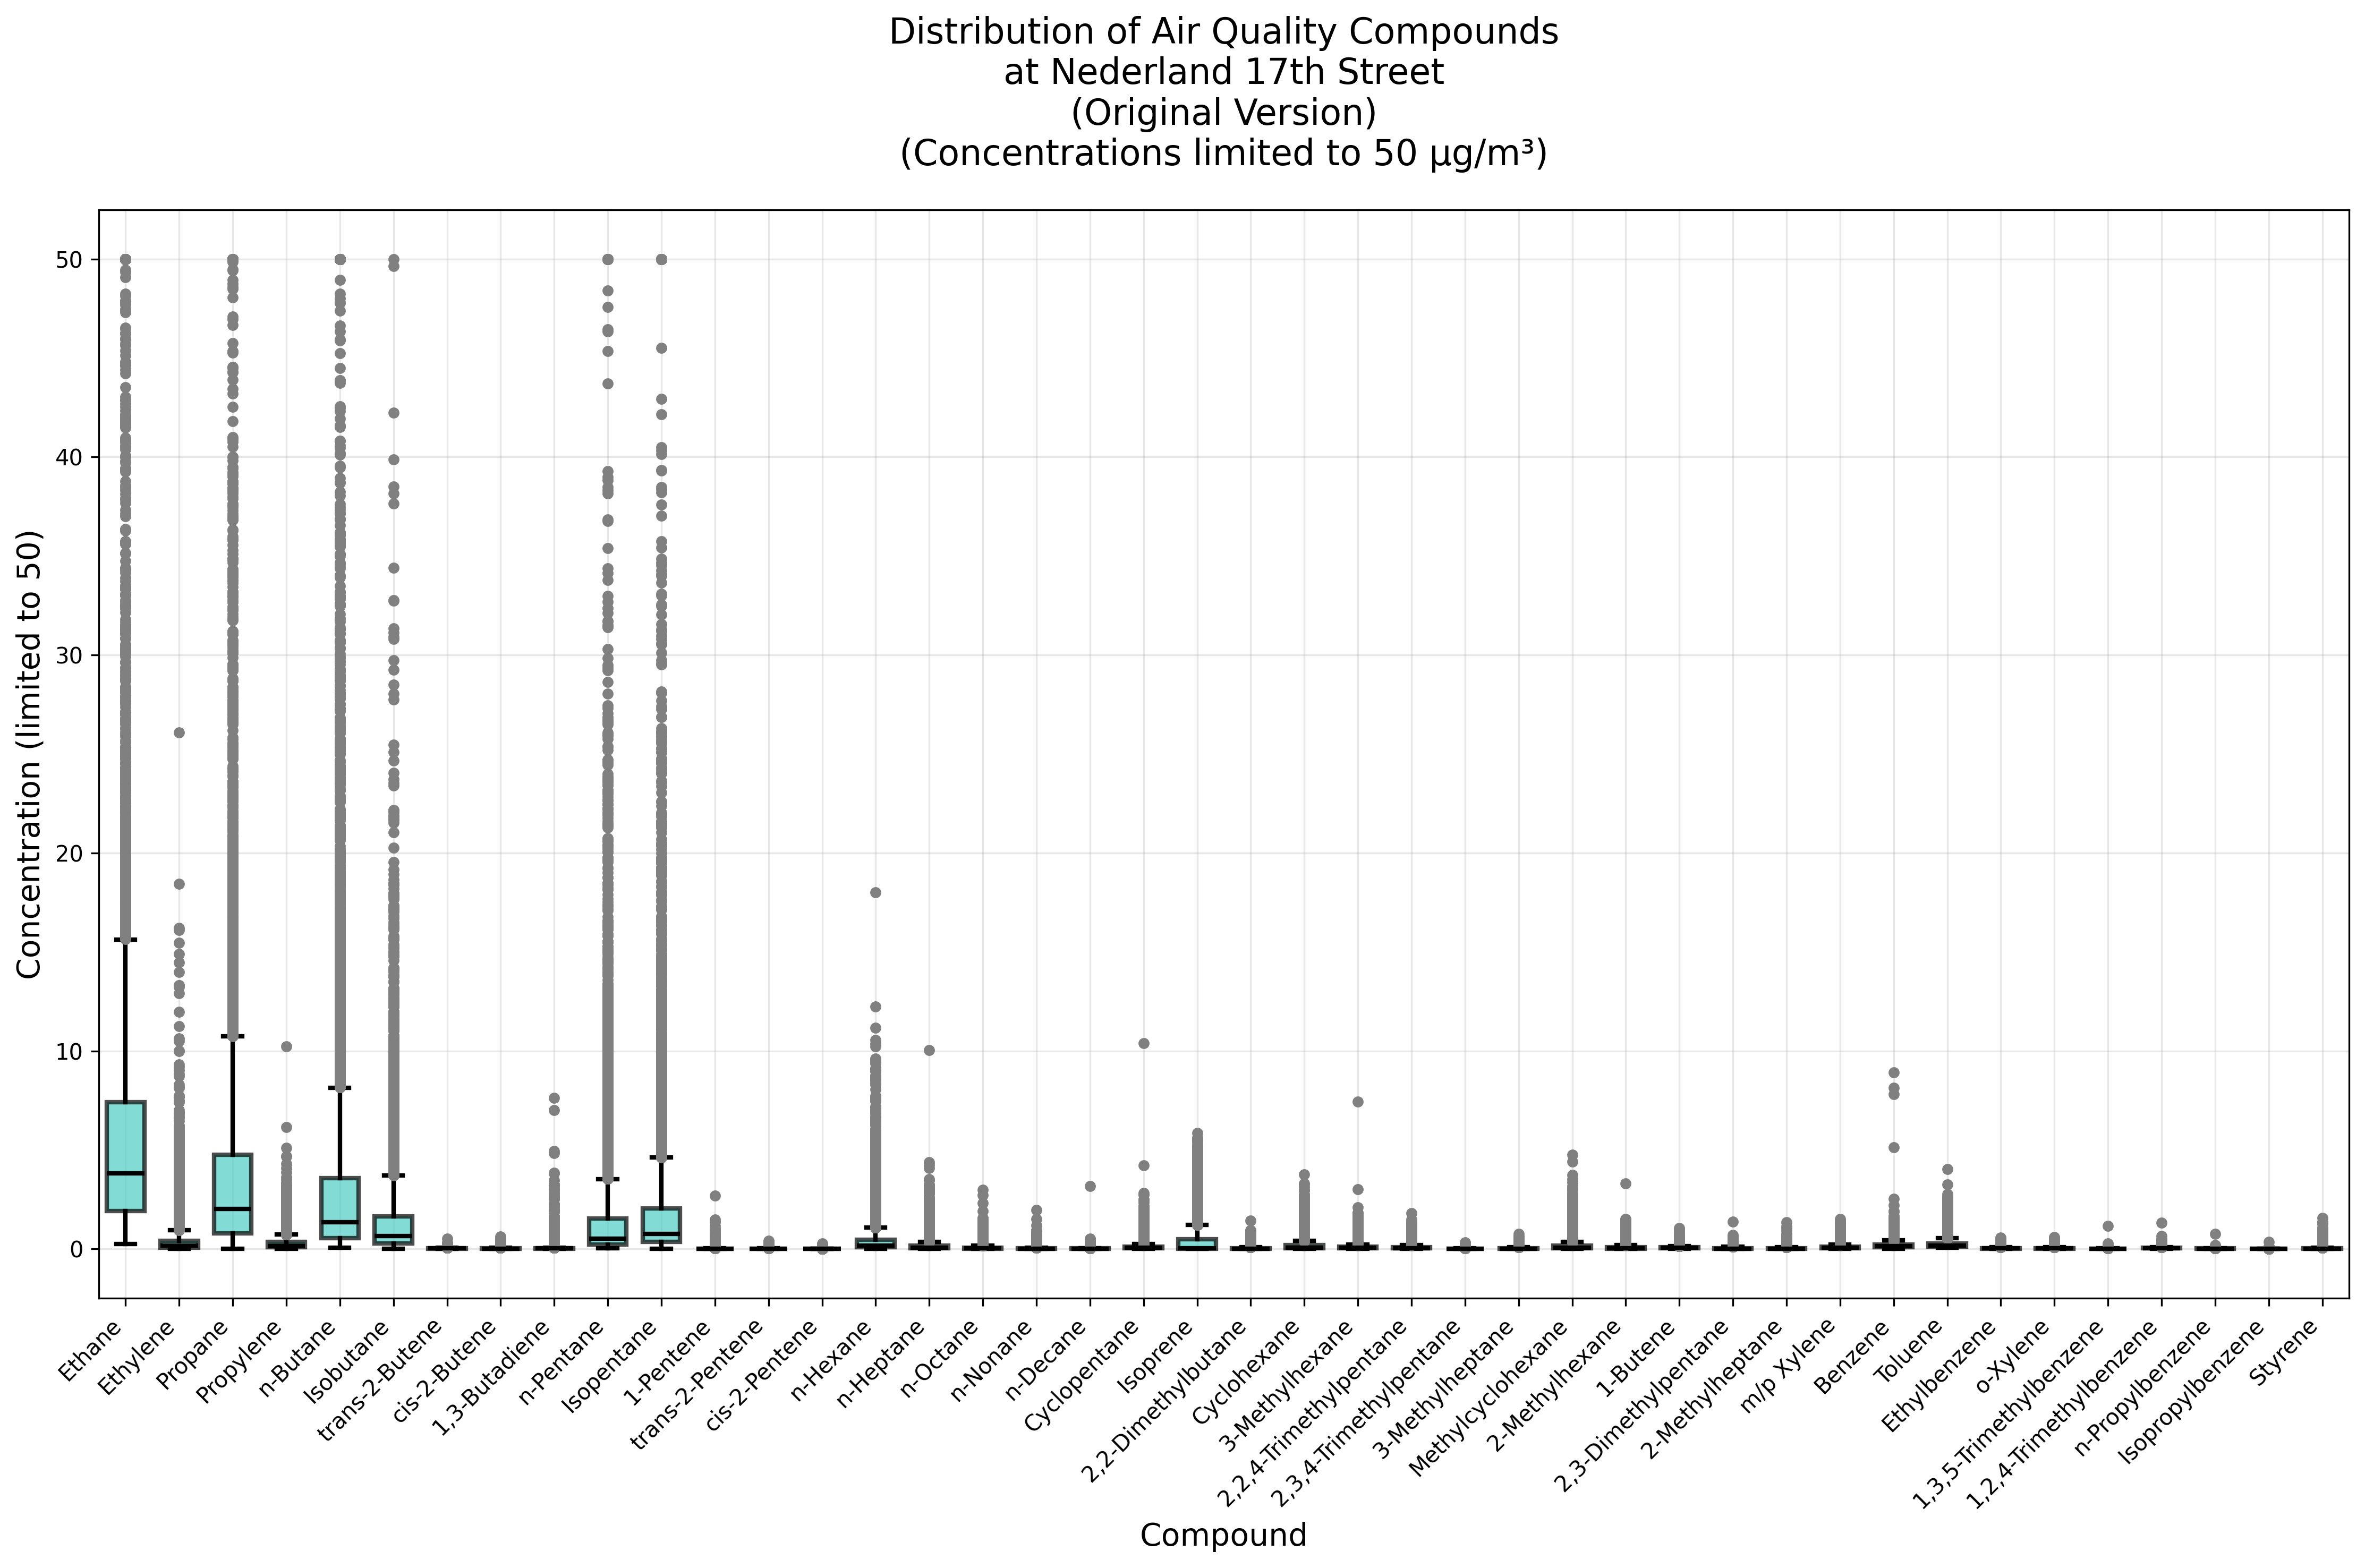 Distribution of Air Quality Compounds
at Nederland 17th Street
(Original Version)
(Concentrations limited to 50 µg/m³)
Concentration (limited to 50)
50
40
30
20
10
0
Ethane
Ethylene
Propane
Propylene
n-Butane
Isobutane
trans-2-Butene
cis-2-Butene
1,3-Butadiene
n-Pentane
Isopentane
1-Pentene
trans-2-Pentene
cis-2-Pentene
n-Hexane
n-Heptane
n-Octane
n-Nonane
n-Decane
Cyclopentane
Isoprene
2,2-Dimethylbutane
Cyclohexane
3-Methylhexane
2,2,4-Trimethylpentane
2,3,4-Trimethylpentane
3-Methylheptane
Methylcyclohexane
2-Methylhexane
1-Butene
2,3-Dimethylpentane
2-Methylheptane
m/p Xylene
Benzene
Toluene
Ethylbenzene
o-Xylene
1,3,5-Trimethylbenzene
1,2,4-Trimethylbenzene
n-Propylbenzene
Isopropylbenzene
Styrene
Compound